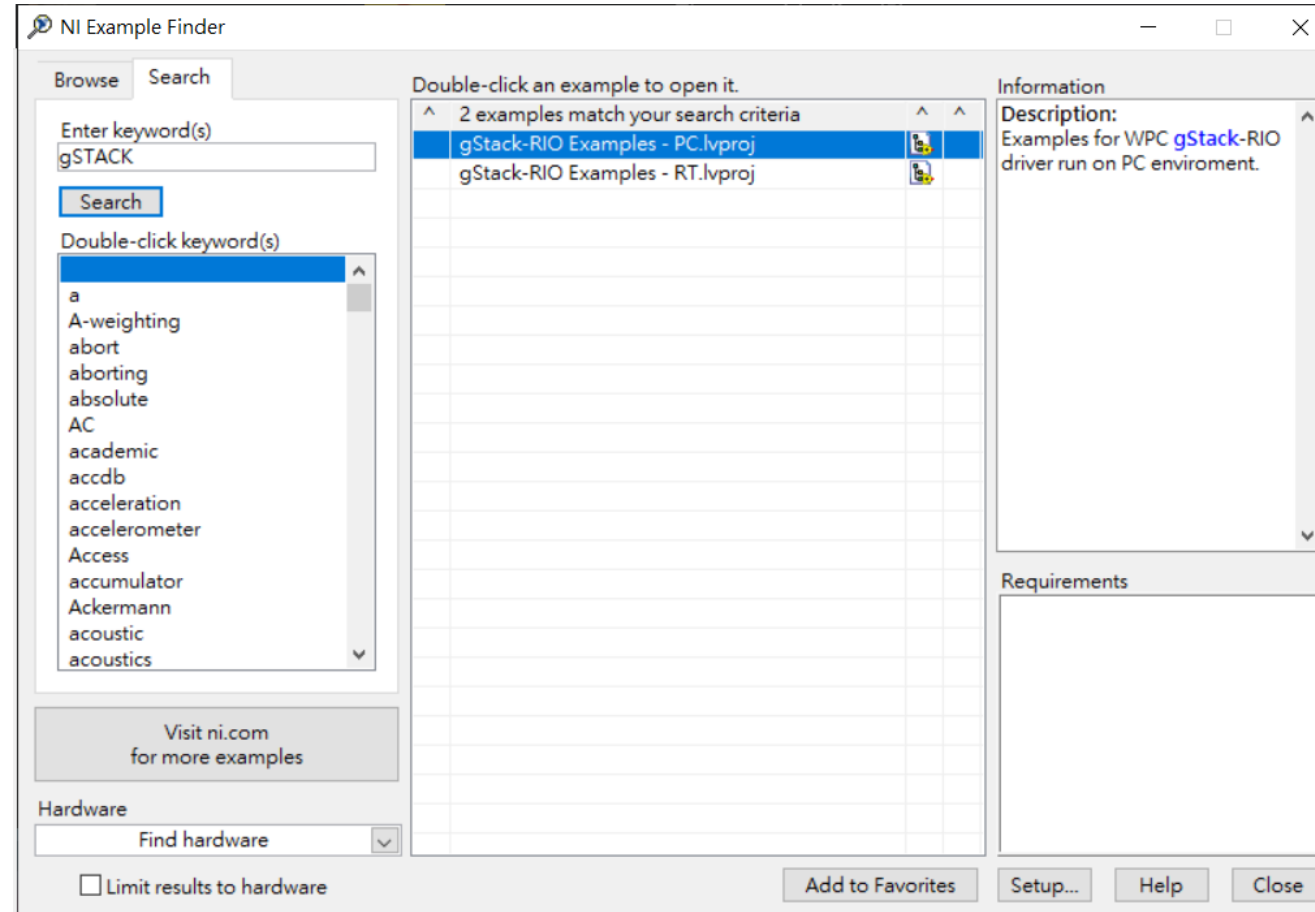 NI Example Finder
Browse
Search
Enter keyword(s)
gSTACK
Search
Double-click keyword(s)
a
A-weighting
abort
aborting
absolute
AC
academic
accdb
acceleration
accelerometer
Access
accumulator
Ackermann
acoustic
acoustics
Visit ni.com
for more examples
Hardware
Find hardware
Limit results to hardware
Double-click an example to open it.
2 examples match your search criteria
gStack-RIO Examples - PC.lvproj
gStack-RIO Examples - RT.lvproj
Information
Description:
Examples for WPC gStack-RIO
driver run on PC enviroment.
Requirements
Add to Favorites
Setup...
Help
Close